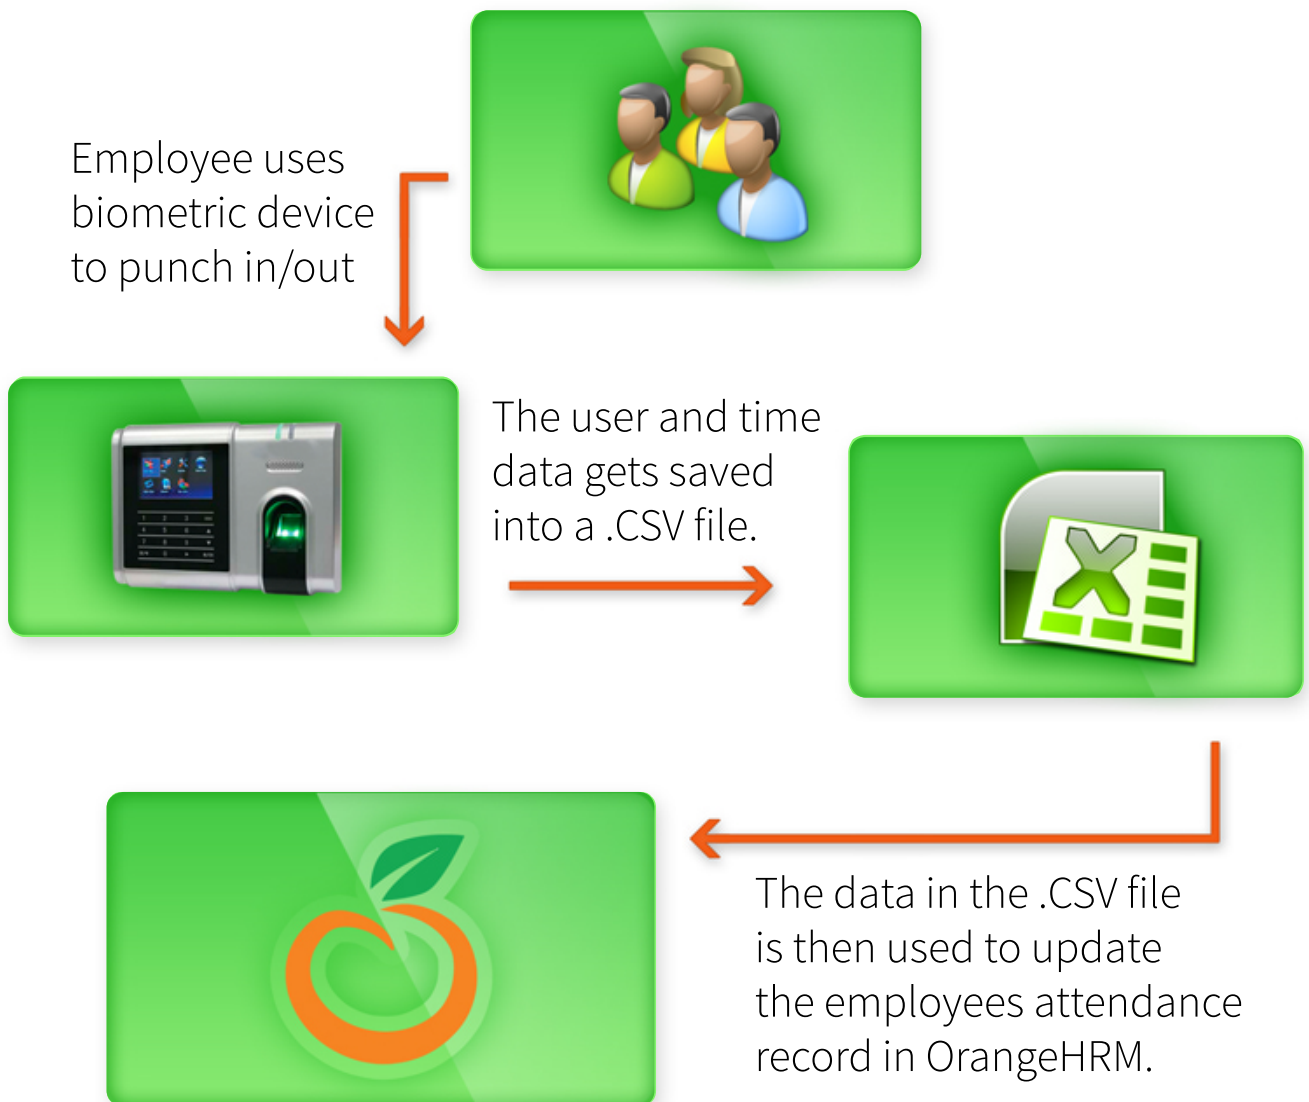 Employee uses
biometric device
to punch in/out
The user and time
data gets saved
into a .CSV file.
The data in the .CSV file
is then used to update
the employees attendance
record in OrangeHRM.